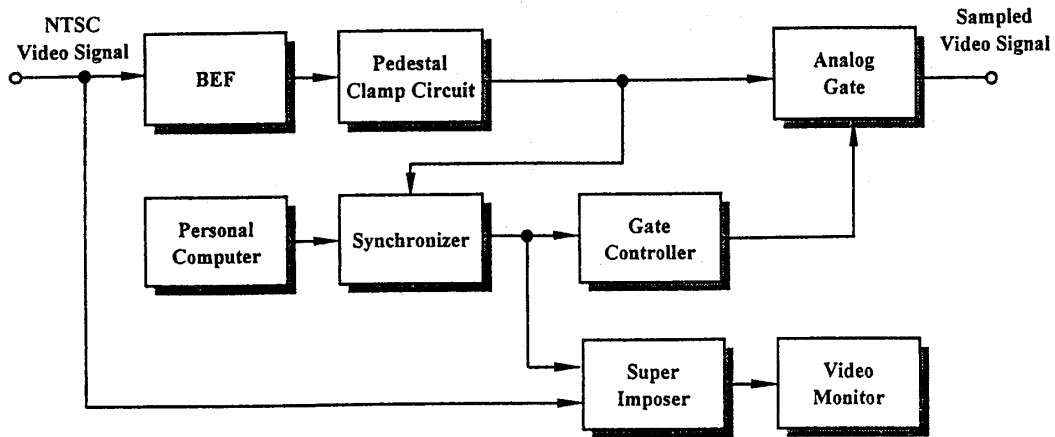 NTSC
Video Signal
BEF
Pedestal
Clamp Circuit
Analog
Gate
Sampled
Video Signal
Personal
Computer
Synchronizer
Gate
Controller
Super
Imposer
Video
Monitor